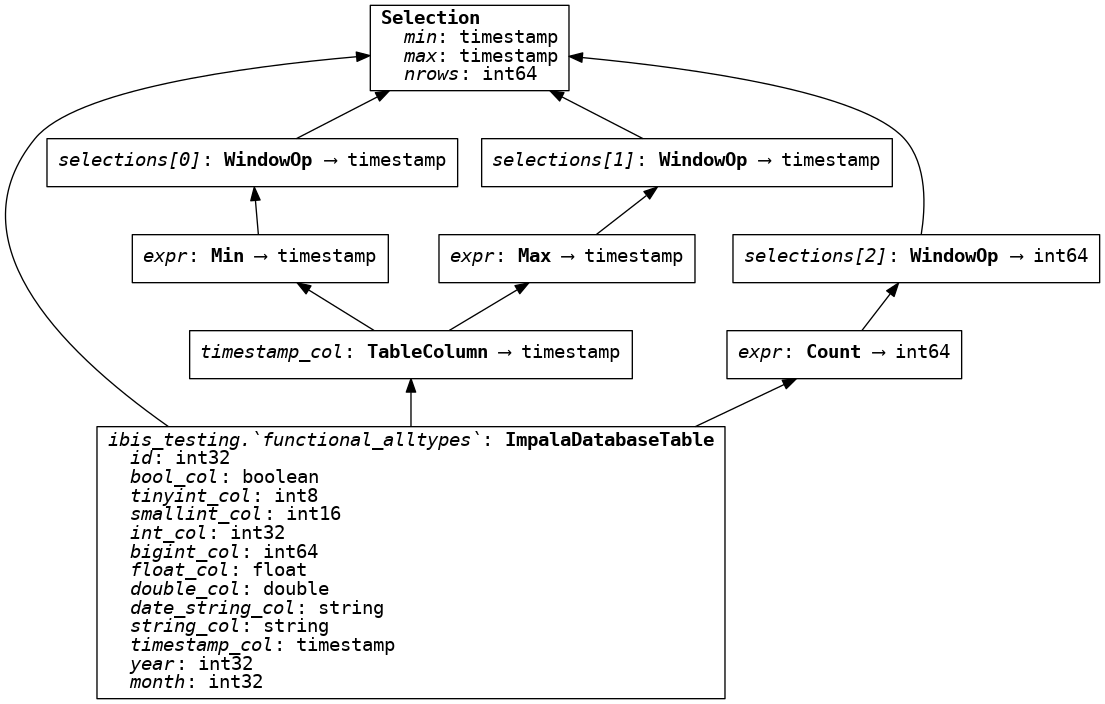 Selection
min: timestamp
max: timestamp
nrows: int64
selections[0]: WindowOp → timestamp
selections[1]: WindowOp → timestamp
expr: Min → timestamp
expr: Max → timestamp
selections[2]: WindowOp → int64
timestamp_col: TableColumn → timestamp
expr: Count → int64
ibis_testing.`functional_alltypes`: ImpalaDatabaseTable
id: int32
bool_col: boolean
tinyint_col: int8
smallint_col: int16
int_col: int32
bigint_col: int64
float_col: float
double_col: double
date_string_col: string
string_col: string
timestamp_col: timestamp
year: int32
month: int32